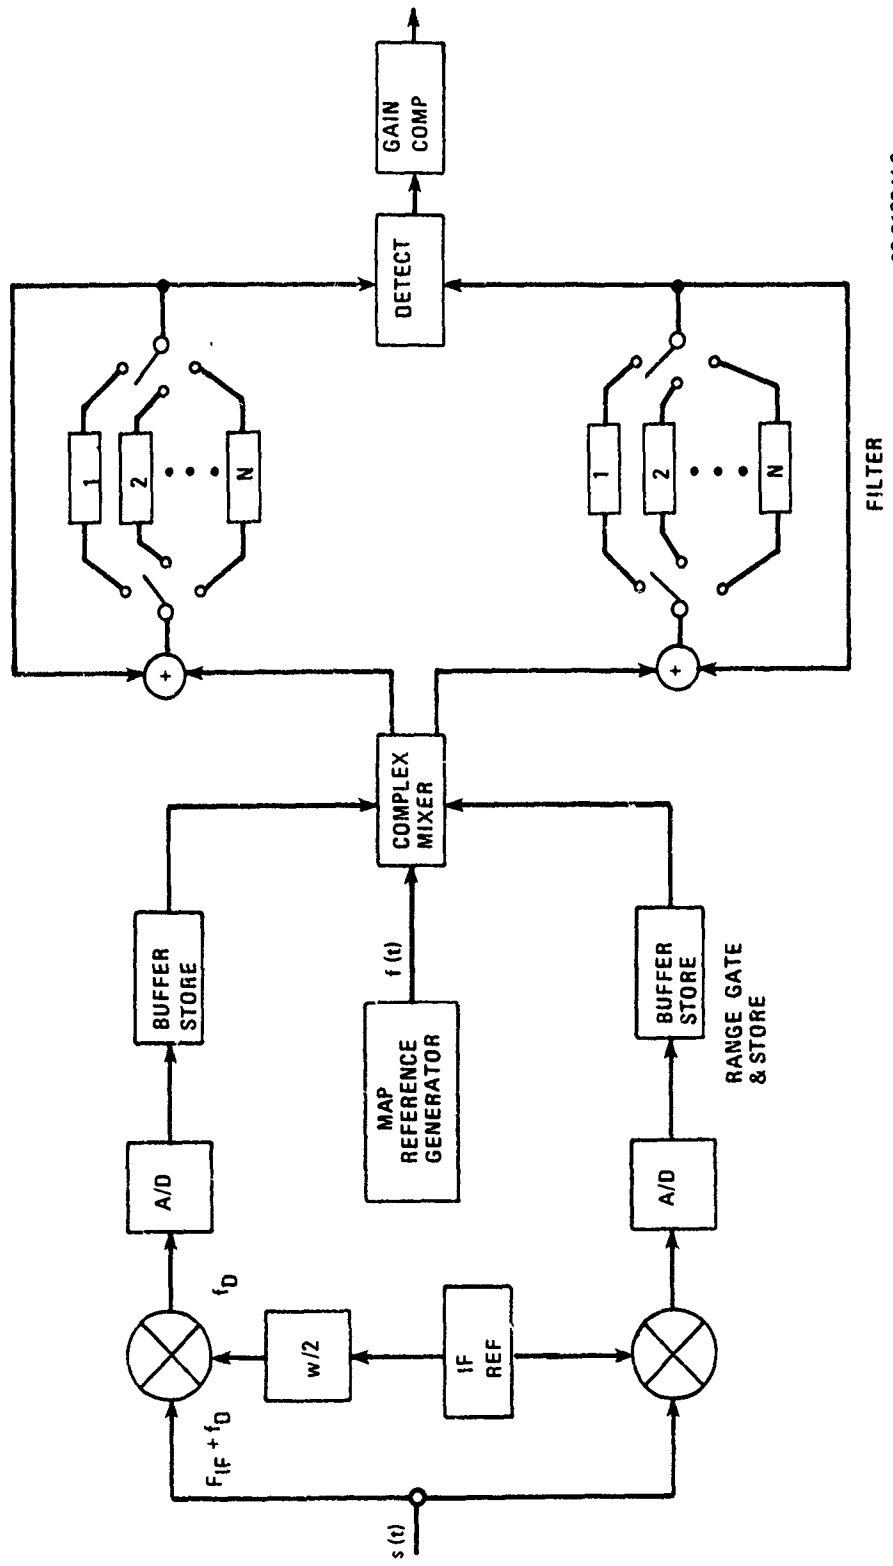 s (t)
F_IF + f_D
f_D
w/2
IF
REF
A/D
A/D
BUFFER
STORE
BUFFER
STORE
RANGE GATE
& STORE
MAP
REFERENCE
GENERATOR
f (t)
COMPLEX
MIXER
+
+
1
2
N
1
2
N
FILTER
DETECT
GAIN
COMP